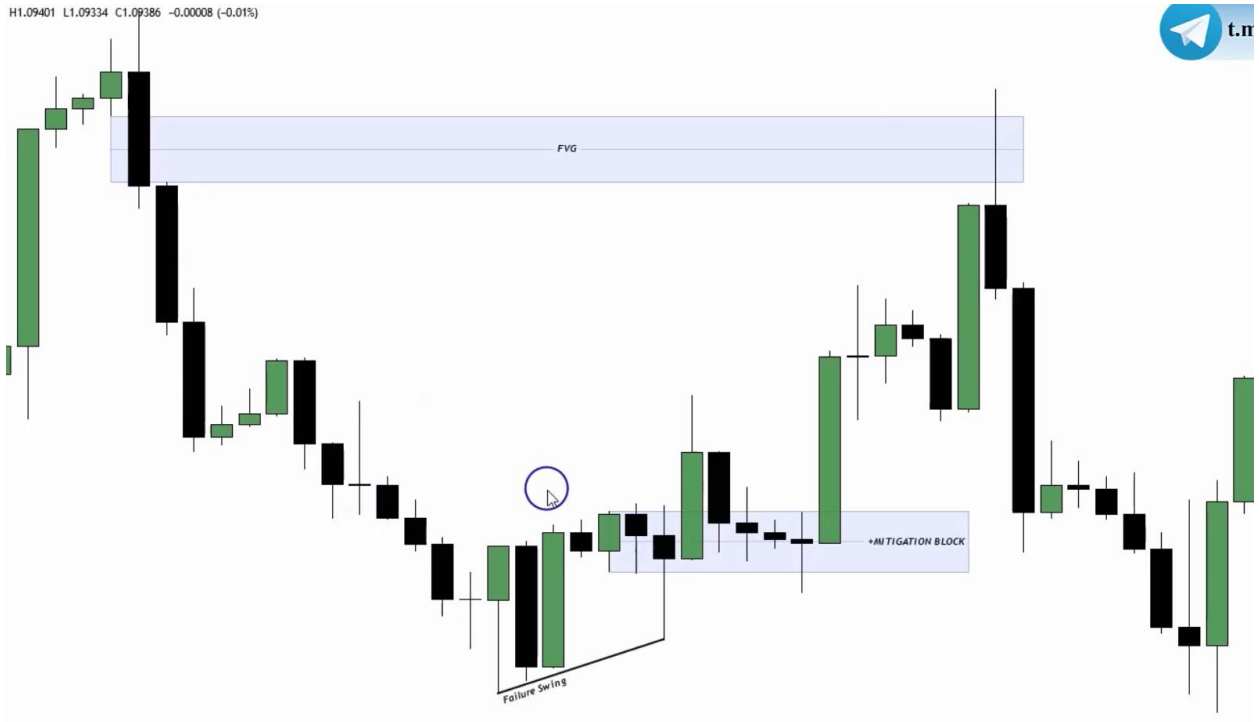 H1.09401 L1.09334 C1.09386 −0.00008 (−0.01%)
t.m
FVG
+MITIGATION BLOCK
Failure Swing